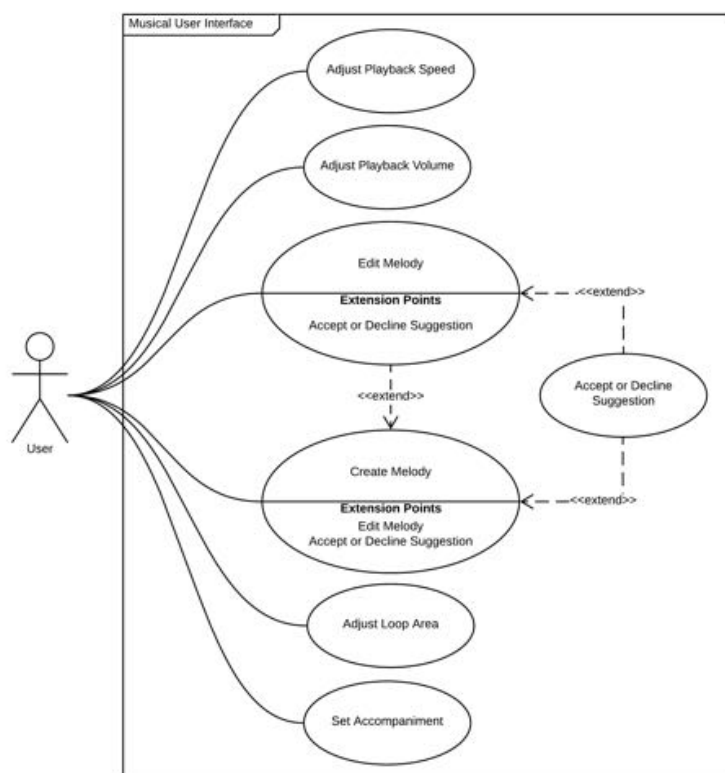 Musical User Interface
Adjust Playback Speed
Adjust Playback Volume
Edit Melody
Extension Points
Accept or Decline Suggestion
<<extend>>
Accept or Decline
Suggestion
<<extend>>
User
Create Melody
Extension Points
Edit Melody
Accept or Decline Suggestion
<<extend>>
Adjust Loop Area
Set Accompaniment